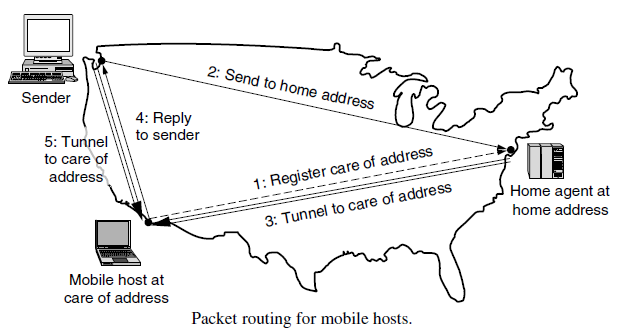 Sender
2: Send to home address
4: Reply
to sender
5: Tunnel
to care of
address
1: Register care of address
3: Tunnel to care of address
Home agent at
home address
Mobile host at
care of address
Packet routing for mobile hosts.